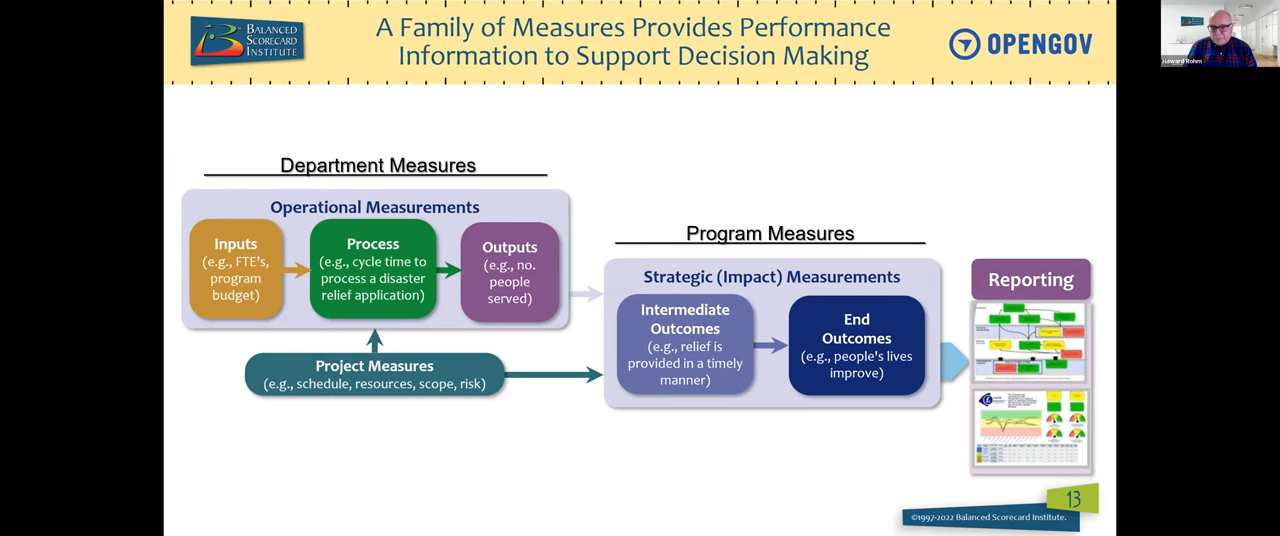 BALANCED
SCORECARD
INSTITUTE
A Family of Measures Provides Performance
Information to Support Decision Making
OPENGOV
Howard Rohm
Department Measures
Operational Measurements
Inputs
(e.g., FTE's,
program
budget)
Process
(e.g., cycle time to
process a disaster
relief application)
Outputs
(e.g., no.
people
served)
Project Measures
(e.g., schedule, resources, scope, risk)
Program Measures
Strategic (Impact) Measurements
Intermediate
Outcomes
(e.g., relief is
provided in a timely
manner)
End
Outcomes
(e.g., people's lives
improve)
Reporting
13
©1997-2022 Balanced Scorecard Institute.